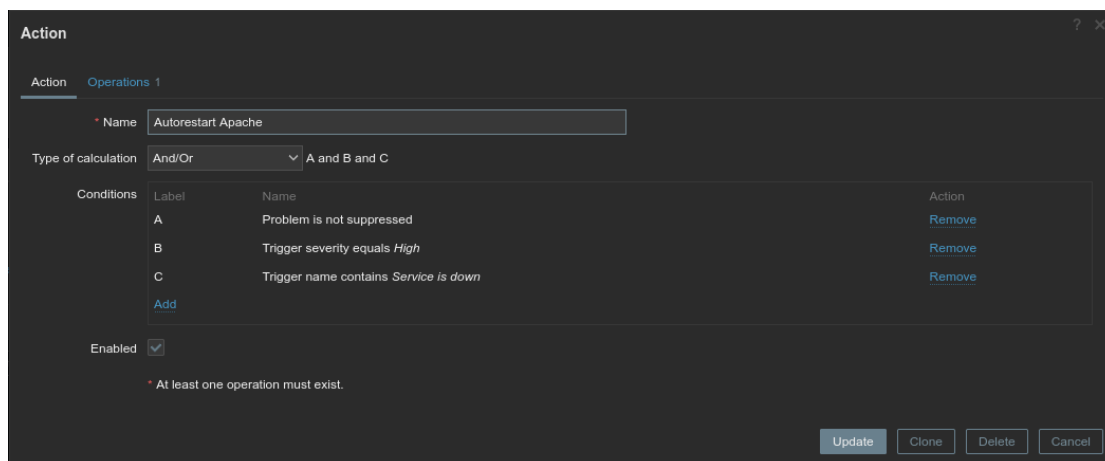 Action
? ×
Action Operations 1
* Name Autorestart Apache
Type of calculation And/Or A and B and C
Conditions Label Name Action
A Problem is not suppressed Remove
B Trigger severity equals High Remove
C Trigger name contains Service is down Remove
Add
Enabled
* At least one operation must exist.
Update Clone Delete Cancel